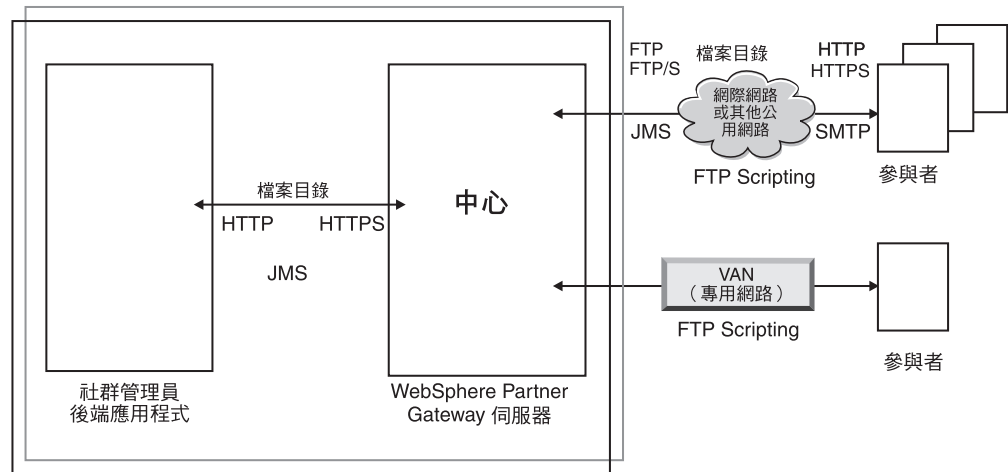 檔案目錄
HTTP HTTPS
JMS
社群管理員
後端應用程式
中心
WebSphere Partner
Gateway 伺服器
FTP
FTP/S
檔案目錄
HTTP
HTTPS
網際網路
或其他公
用網路
JMS
SMTP
FTP Scripting
參與者
VAN
（專用網路）
FTP Scripting
參與者